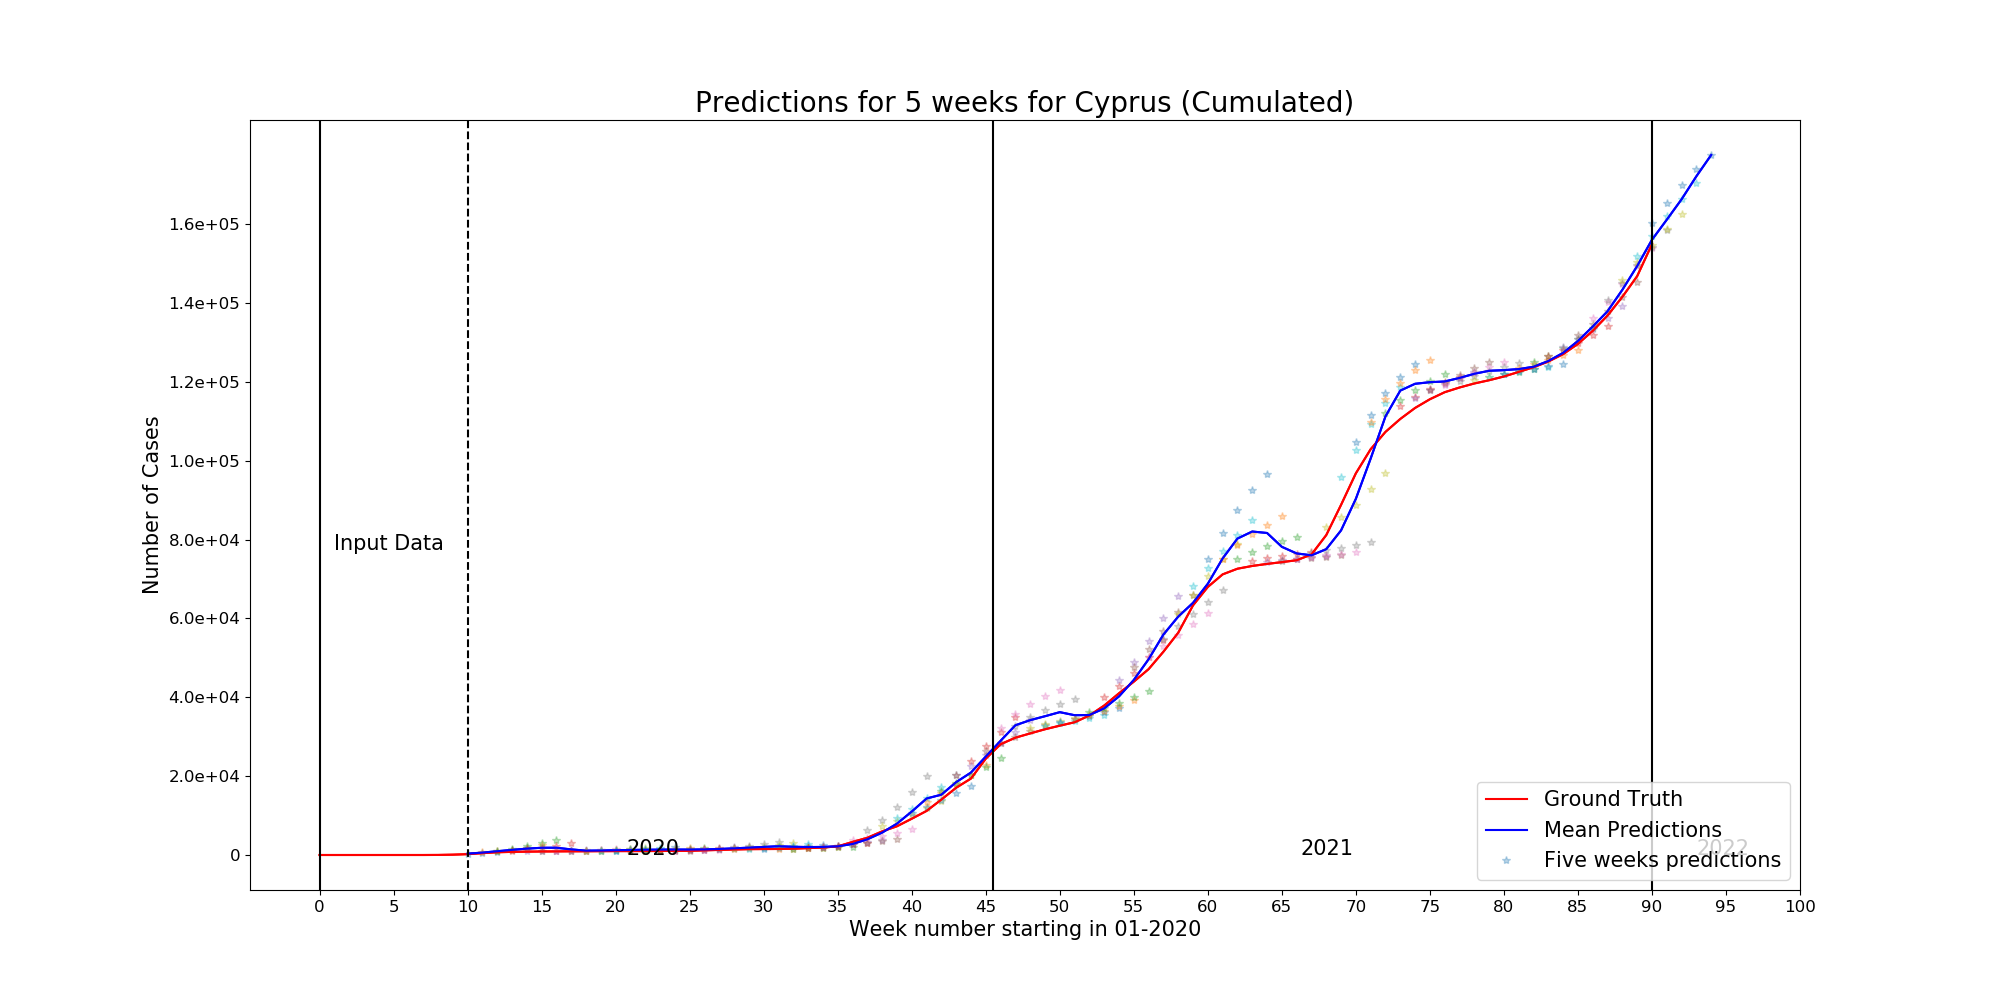 Predictions for 5 weeks for Cyprus (Cumulated)
1.6e+05
1.4e+05
1.2e+05
1.0e+05
8.0e+04
6.0e+04
4.0e+04
2.0e+04
0
Number of Cases
Input Data
2020
2021
2022
Ground Truth
Mean Predictions
Five weeks predictions
0 5 10 15 20 25 30 35 40 45 50 55 60 65 70 75 80 85 90 95 100
Week number starting in 01-2020